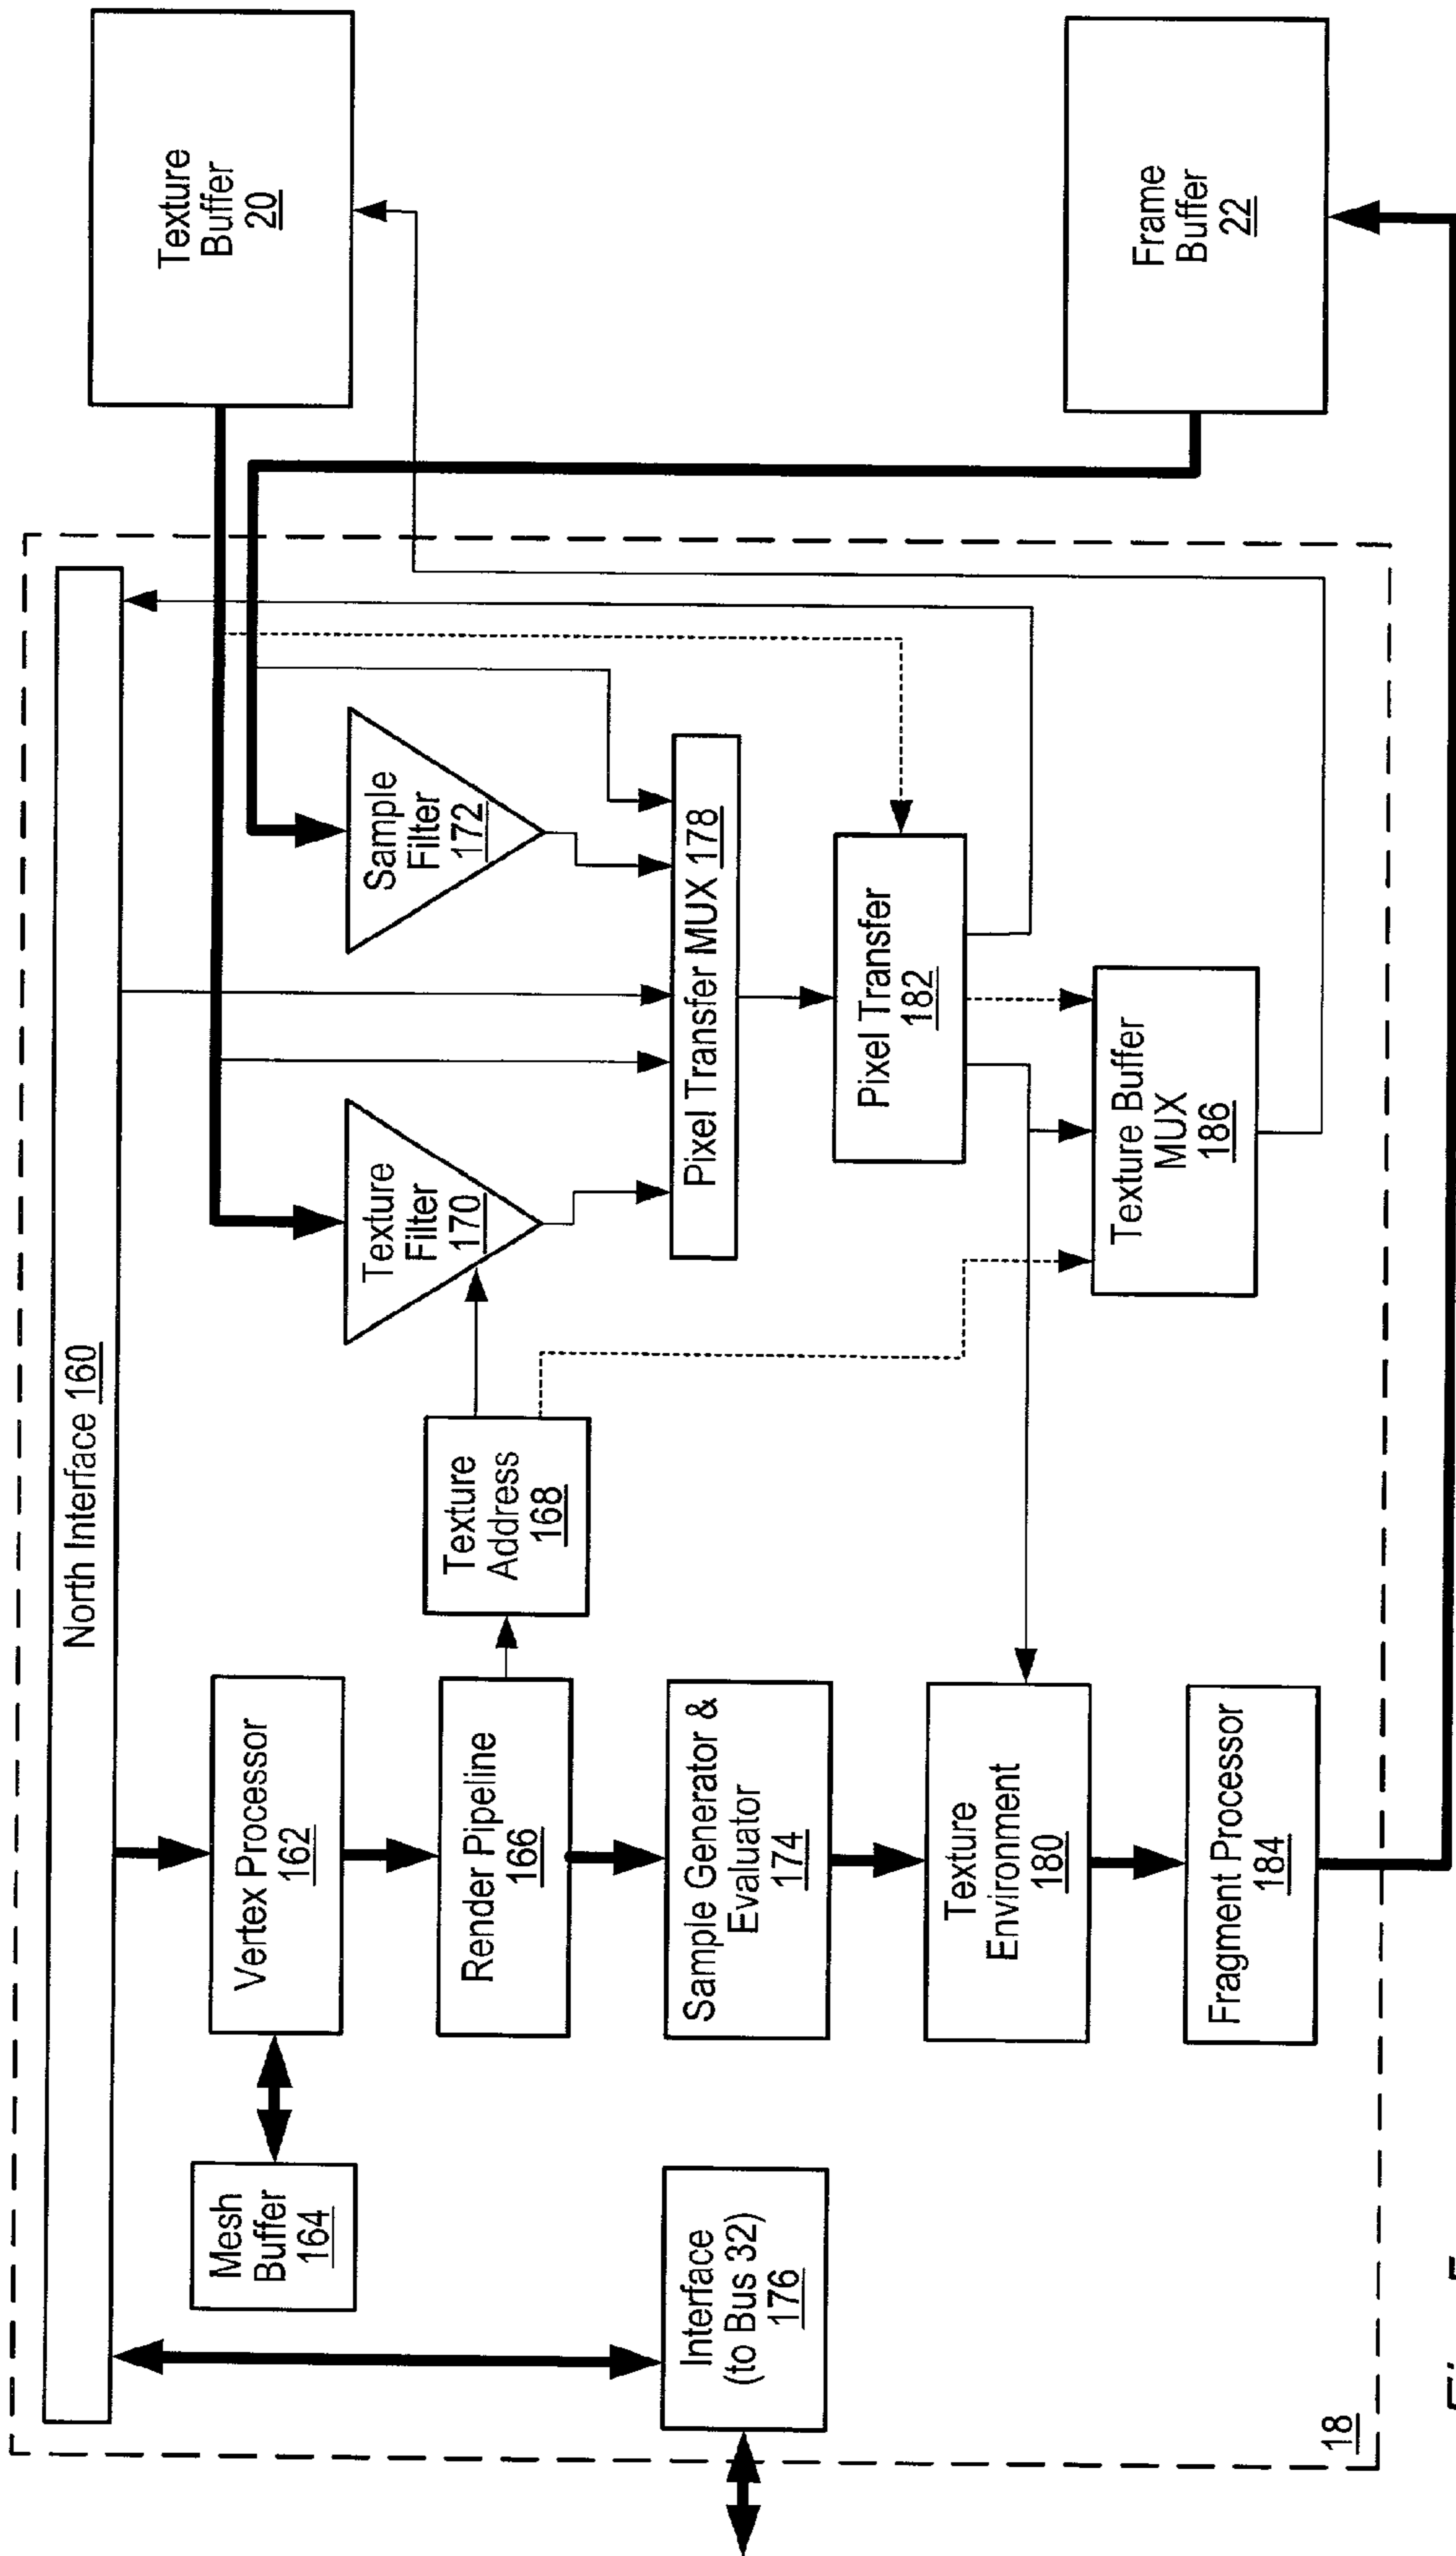 North Interface 160
Texture
Buffer
20
Mesh
Buffer
164
Vertex Processor
162
Render Pipeline
166
Texture
Address
168
Texture
Filter
170
Sample
Filter
172
Interface
(to Bus 32)
176
Sample Generator &
Evaluator
174
Pixel Transfer MUX 178
Texture
Environment
180
Pixel Transfer
182
Fragment Processor
184
Texture Buffer
MUX
186
Frame
Buffer
22
18